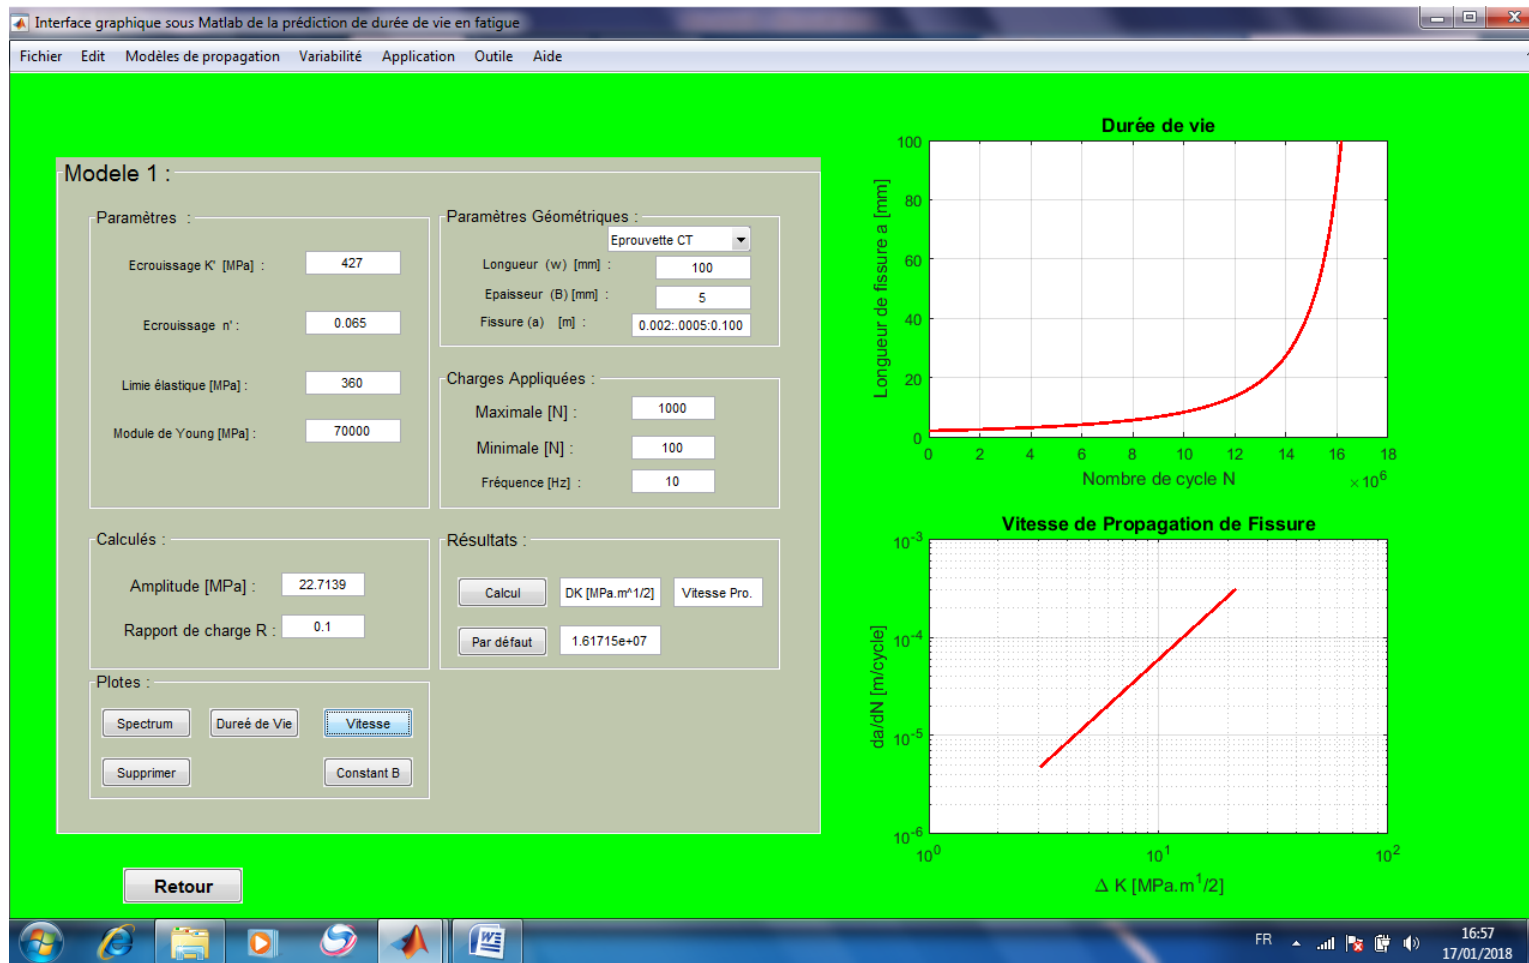 Interface graphique sous Matlab de la prédiction de durée de vie en fatigue
Fichier Edit Modèles de propagation Variabilité Application Outile Aide
Modele 1 :
Paramètres :
Ecrouissage K' [MPa] : 427
Ecrouissage n' : 0.065
Limie élastique [MPa] : 360
Module de Young [MPa] : 70000
Paramètres Géométriques :
Eprouvette CT
Longueur (w) [mm] : 100
Epaisseur (B) [mm] : 5
Fissure (a) [m] : 0.002:.0005:0.100
Charges Appliquées :
Maximale [N] : 1000
Minimale [N] : 100
Fréquence [Hz] : 10
Calculés :
Amplitude [MPa] : 22.7139
Rapport de charge R : 0.1
Résultats :
Calcul DK [MPa.m^1/2] Vitesse Pro.
Par défaut 1.61715e+07
Plotes :
Spectrum Dureé de Vie Vitesse
Supprimer Constant B
Retour
Durée de vie
Longueur de fissure a [mm]
100
80
60
40
20
0
0 2 4 6 8 10 12 14 16 18
Nombre de cycle N ×10^6
Vitesse de Propagation de Fissure
da/dN [m/cycle]
10^-3
10^-4
10^-5
10^-6
10^0 10^1 10^2
Δ K [MPa.m^1/2]
FR 16:57
17/01/2018